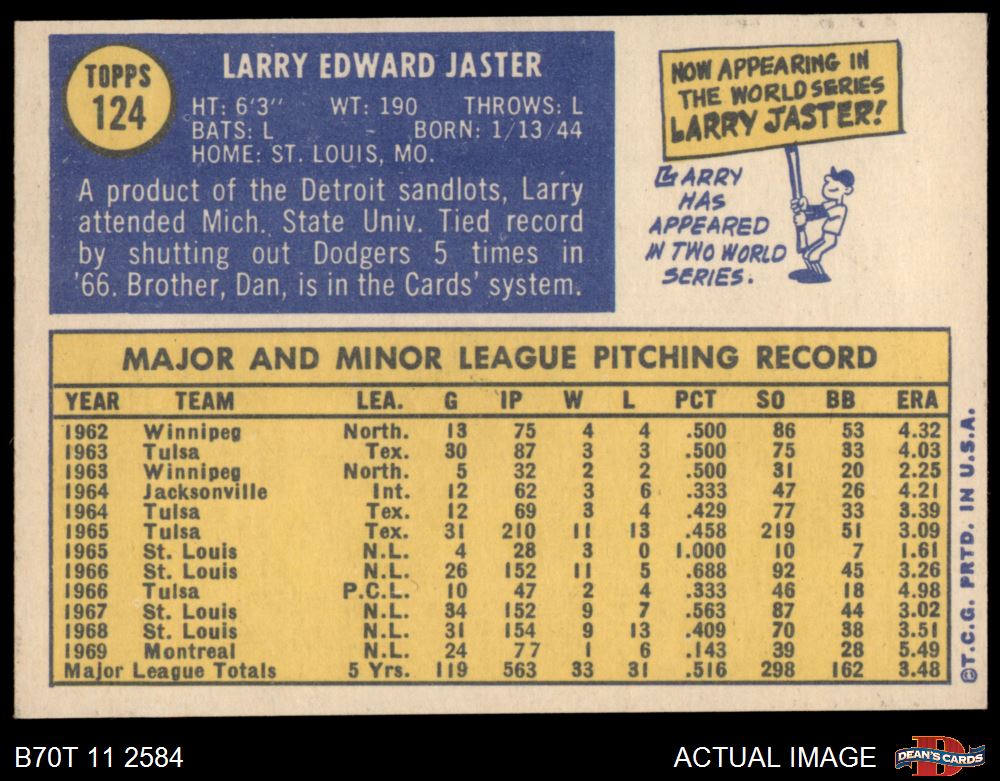 TOPPS
124
LARRY EDWARD JASTER
HT: 6'3" WT: 190 THROWS: L
BATS: L - BORN: 1/13/44
HOME: ST. LOUIS, MO.
A product of the Detroit sandlots, Larry
attended Mich. State Univ. Tied record
by shutting out Dodgers 5 times in
'66. Brother, Dan, is in the Cards' system.
NOW APPEARING IN
THE WORLD SERIES
LARRY JASTER!
LARRY
HAS
APPEARED
IN TWO WORLD
SERIES.
MAJOR AND MINOR LEAGUE PITCHING RECORD
YEAR TEAM LEA. G IP W L PCT SO BB ERA
1962 Winnipeg North. 13 75 4 4 .500 86 53 4.32
1963 Tulsa Tex. 30 87 3 3 .500 75 33 4.03
1963 Winnipeg North. 5 32 2 2 .500 31 20 2.25
1964 Jacksonville Int. 12 62 3 6 .333 47 26 4.21
1964 Tulsa Tex. 12 69 3 4 .429 77 33 3.39
1965 Tulsa Tex. 31 210 11 13 .458 219 51 3.09
1965 St. Louis N.L. 4 28 3 0 1.000 10 7 1.61
1966 St. Louis N.L. 26 152 11 5 .688 92 45 3.26
1966 Tulsa P.C.L. 10 47 2 4 .333 46 18 4.98
1967 St. Louis N.L. 34 152 9 7 .563 87 44 3.02
1968 St. Louis N.L. 31 154 9 13 .409 70 38 3.51
1969 Montreal N.L. 24 77 1 6 .143 39 28 5.49
Major League Totals 5 Yrs. 119 563 33 31 .516 298 162 3.48
©T.C.G. PRTD. IN U.S.A.
B70T 11 2584
ACTUAL IMAGE
D
DEAN'S CARDS